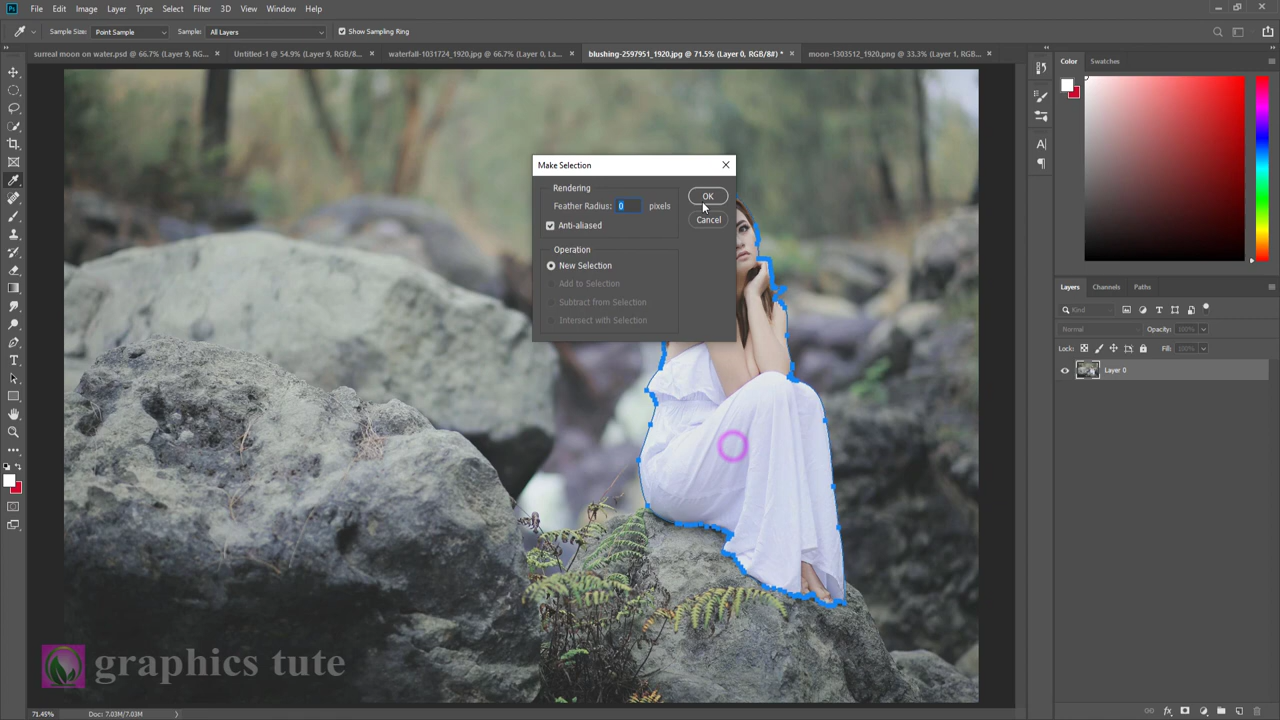 Ps File Edit Image Layer Type Select Filter 3D View Window Help
Sample Size: Point Sample Sample: All Layers Show Sampling Ring
surreal moon on water.psd @ 66.7% (Layer 9, RG... × Untitled-1 @ 54.9% (Layer 9, RGB/8... × waterfall-1031724_1920.jpg @ 66.7% (Layer 0, La... × blushing-2597951_1920.jpg @ 71.5% (Layer 0, RGB/8#) * × moon-1303512_1920.png @ 33.3% (Layer 1, RGB... ×
Color Swatches
Make Selection
Rendering
Feather Radius: 0 pixels
Anti-aliased
OK
Cancel
Operation
New Selection
Add to Selection
Subtract from Selection
Intersect with Selection
Layers Channels Paths
Kind
Normal Opacity: 100%
Lock: Fill: 100%
Layer 0
graphics tute
71.45% Doc: 7.03M/7.03M